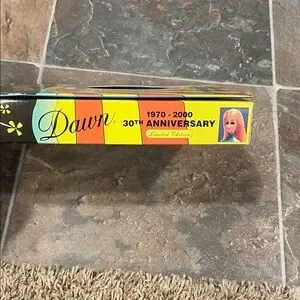 Dawn
1970 - 2000
30TH ANNIVERSARY
Limited Edition